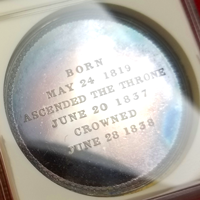 BORN
MAY 24 1819
ASCENDED THE THRONE
JUNE 20 1837
CROWNED
JUNE 28 1838